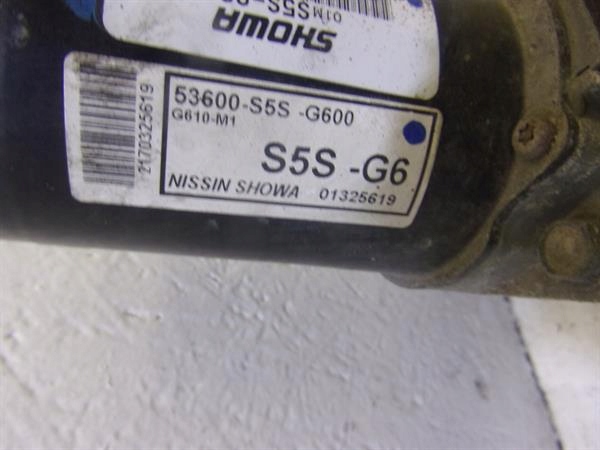 SHOWA
53600-S5S -G600
G610-M1
S5S -G6
NISSIN SHOWA 01325619
21703325619